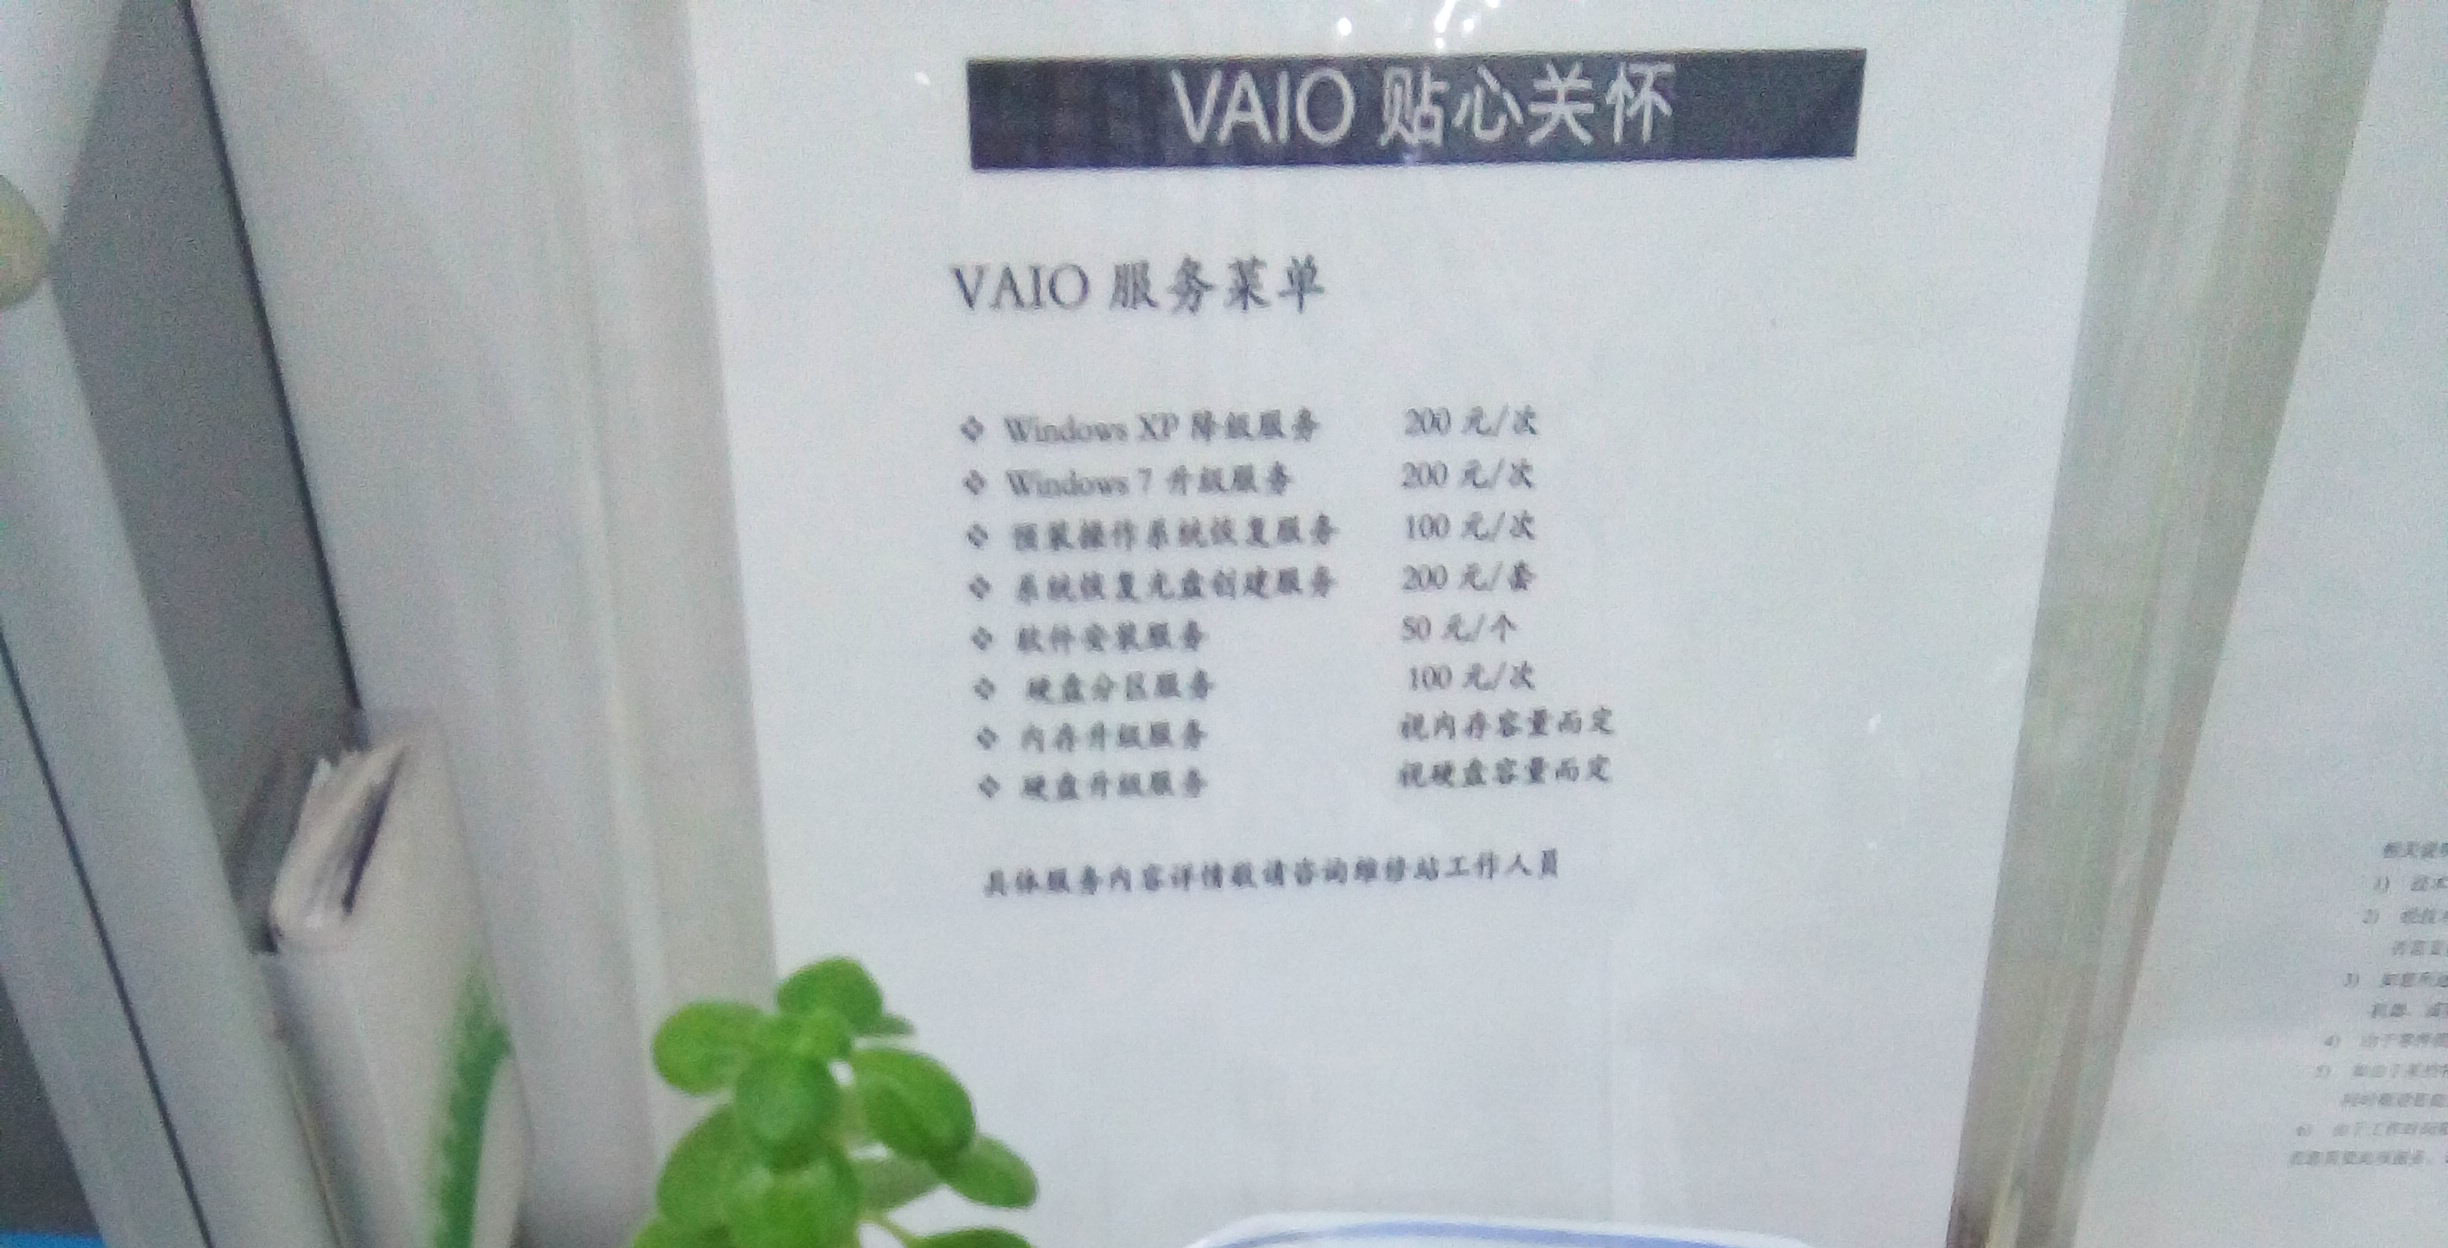 VAIO 贴心关怀
VAIO 服务菜单
❖ Windows XP 降级服务 200 元/次
❖ Windows 7 升级服务 200 元/次
❖ 预装操作系统恢复服务 100 元/次
❖ 系统恢复光盘创建服务 200 元/套
❖ 软件安装服务 50 元/个
❖ 硬盘分区服务 100 元/次
❖ 内存升级服务 视内存容量而定
❖ 硬盘升级服务 视硬盘容量而定
具体服务内容详情敬请咨询维修站工作人员
1)
2)
3)
4)
5)
6)